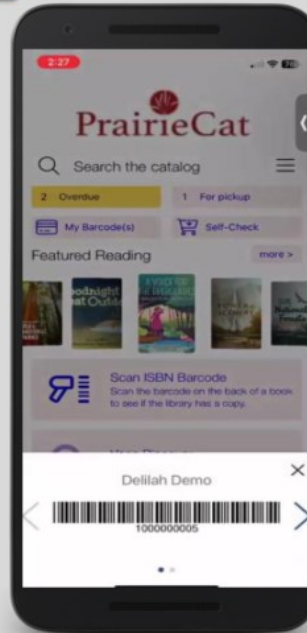 2:27
PrairieCat
Search the catalog
2 Overdue
1 For pickup
My Barcode(s)
Self-Check
Featured Reading
more >
Scan ISBN Barcode
Scan the barcode on the back of a book
to see if the library has a copy.
Delilah Demo
1000000005